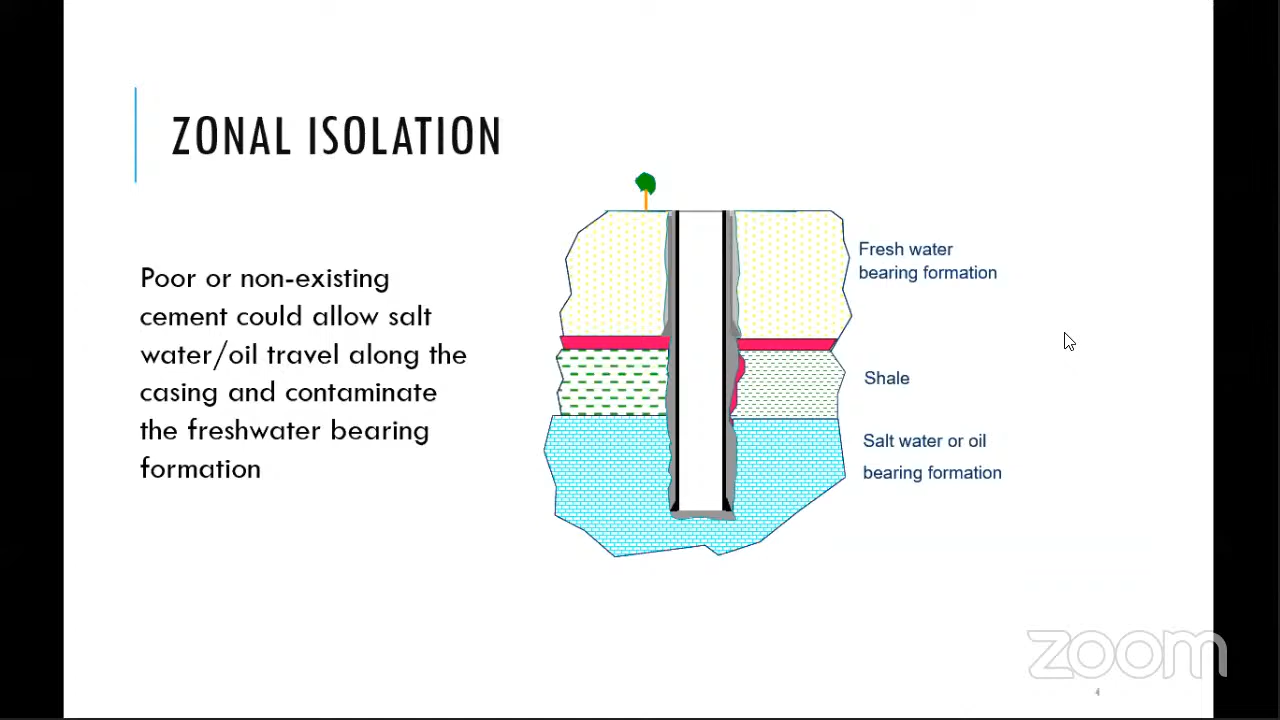 ZONAL ISOLATION
Poor or non-existing
cement could allow salt
water/oil travel along the
casing and contaminate
the freshwater bearing
formation
Fresh water
bearing formation
Shale
Salt water or oil
bearing formation
zoom
4